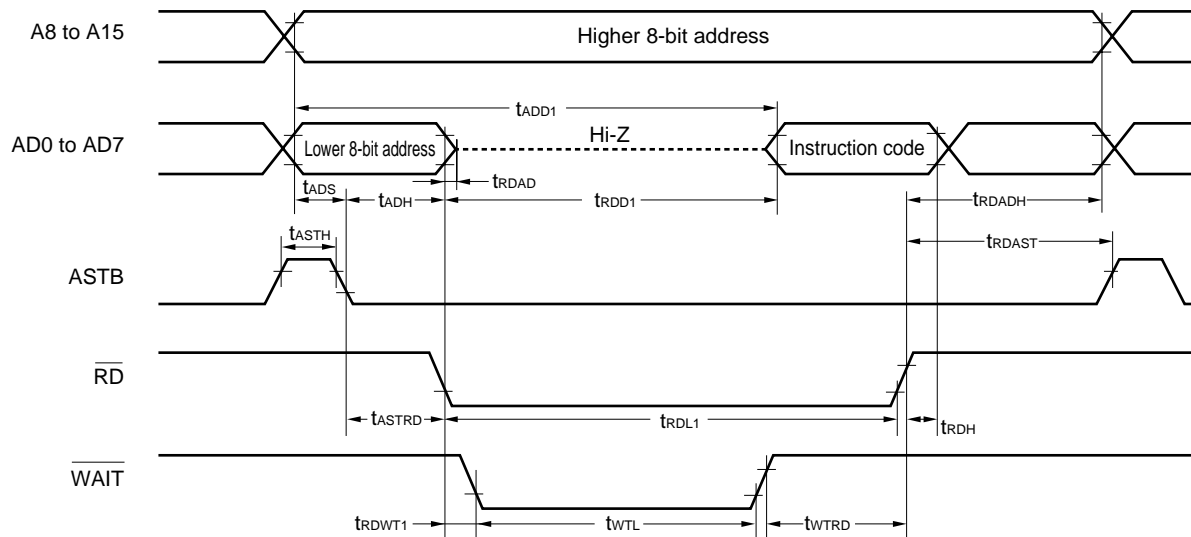 A8 to A15
Higher 8-bit address
tADD1
AD0 to AD7
Lower 8-bit address
Hi-Z
Instruction code
tRDAD
tADS
tADH
tRDD1
tRDADH
tASTH
tRDAST
ASTB
RD
tASTRD
tRDL1
tRDH
WAIT
tRDWT1
tWTL
tWTRD